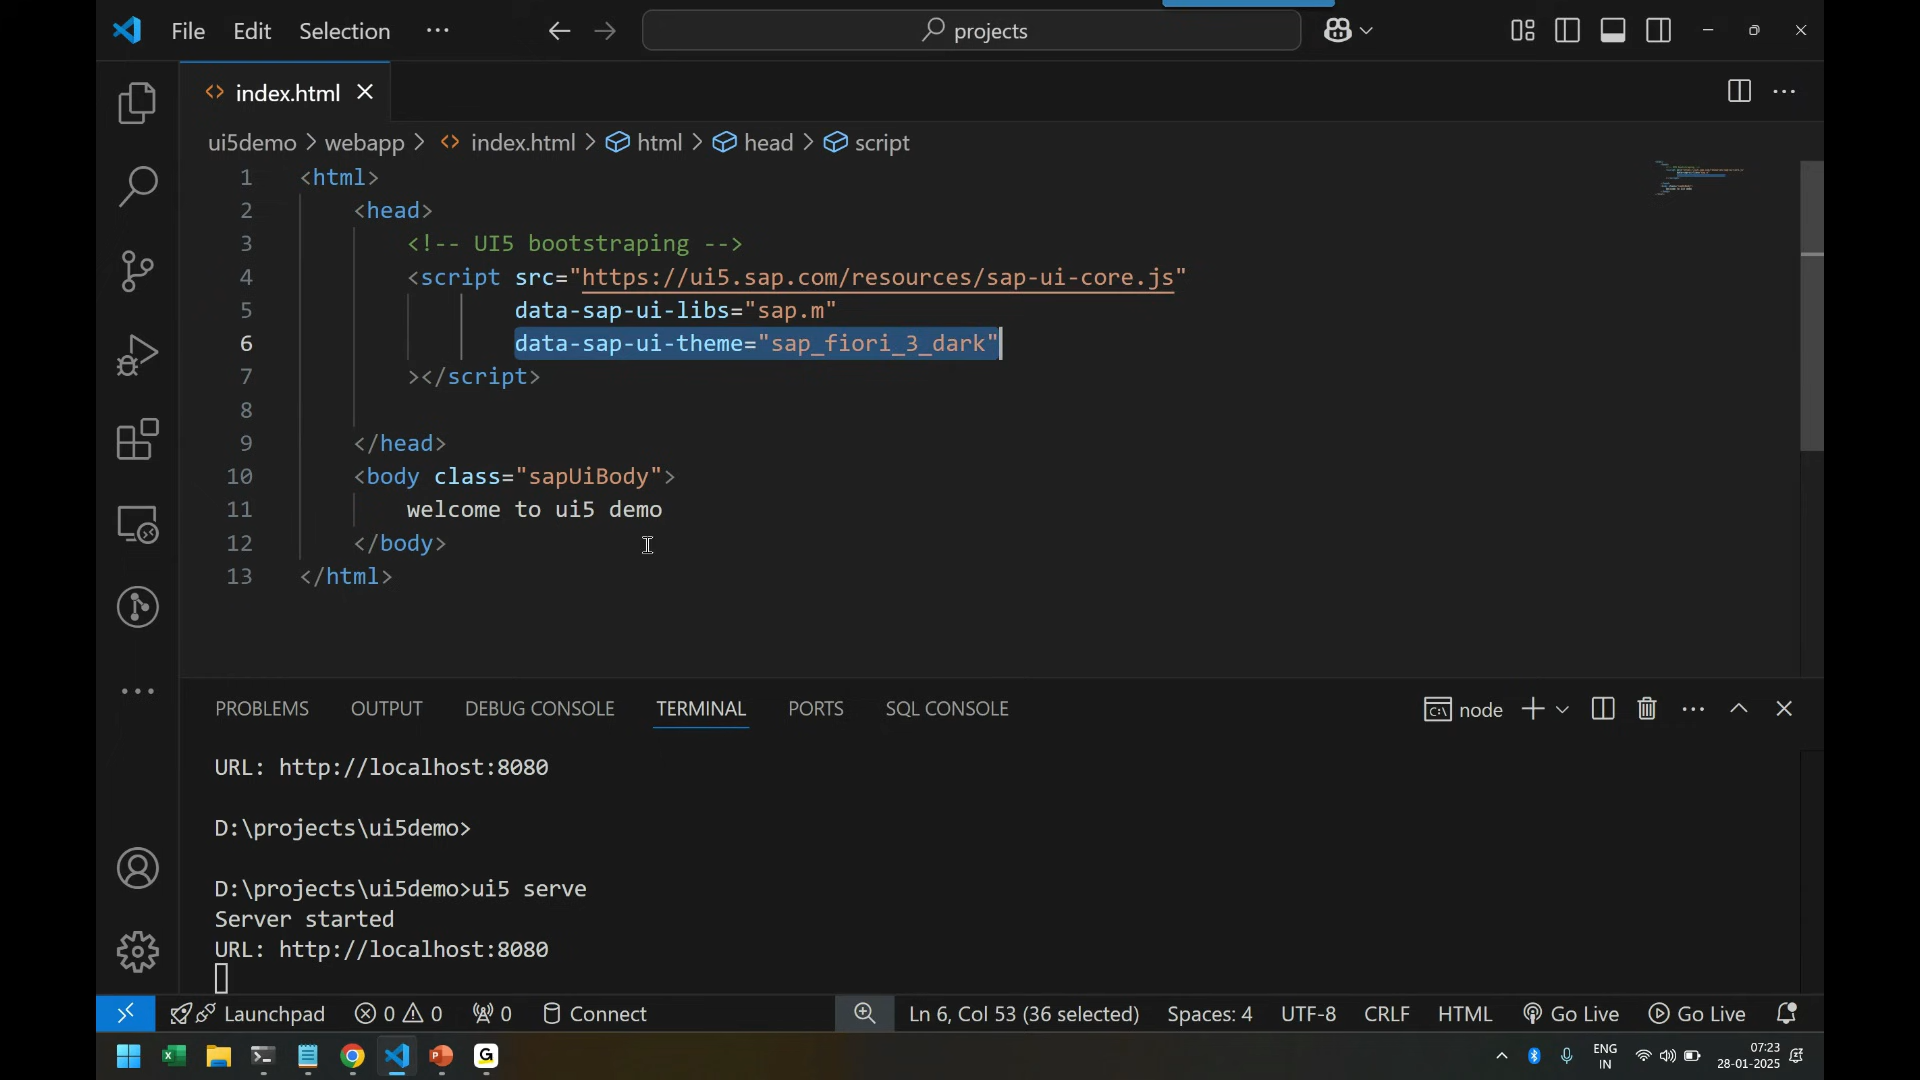 File Edit Selection ··· projects
index.html
ui5demo > webapp > index.html > html > head > script
1 <html>
2 <head>
3 <!-- UI5 bootstraping -->
4 <script src="https://ui5.sap.com/resources/sap-ui-core.js"
5 data-sap-ui-libs="sap.m"
6 data-sap-ui-theme="sap_fiori_3_dark"
7 ></script>
8
9 </head>
10 <body class="sapUiBody">
11 welcome to ui5 demo
12 </body>
13 </html>
PROBLEMS OUTPUT DEBUG CONSOLE TERMINAL PORTS SQL CONSOLE node
URL: http://localhost:8080
D:\projects\ui5demo>
D:\projects\ui5demo>ui5 serve
Server started
URL: http://localhost:8080
Launchpad 0 0 0 Connect Ln 6, Col 53 (36 selected) Spaces: 4 UTF-8 CRLF HTML Go Live Go Live
ENG
IN
07:23
28-01-2025